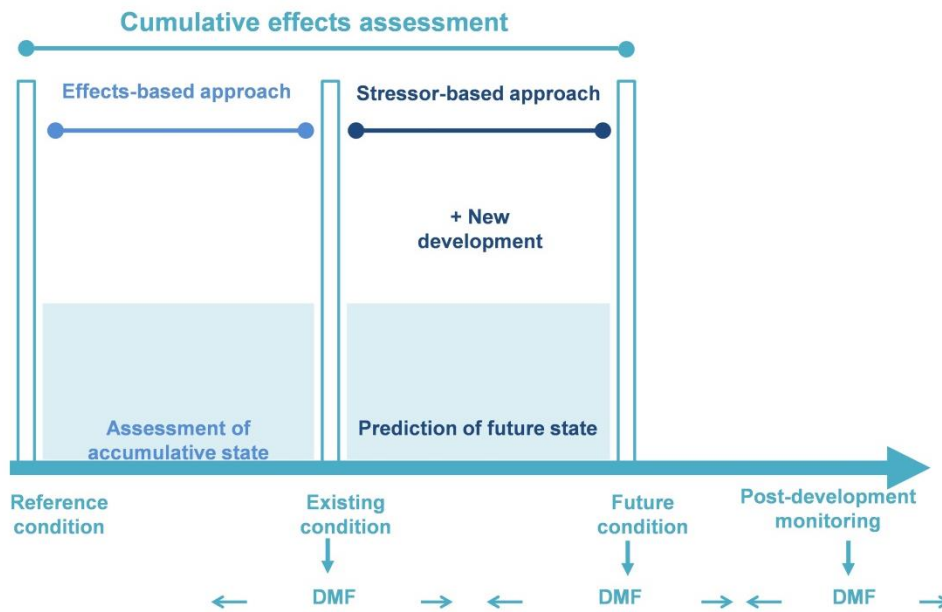 Cumulative effects assessment
Effects-based approach
Stressor-based approach
+ New
development
Assessment of
accumulative state
Prediction of future state
Reference
condition
Existing
condition
Future
condition
Post-development
monitoring
DMF
DMF
DMF